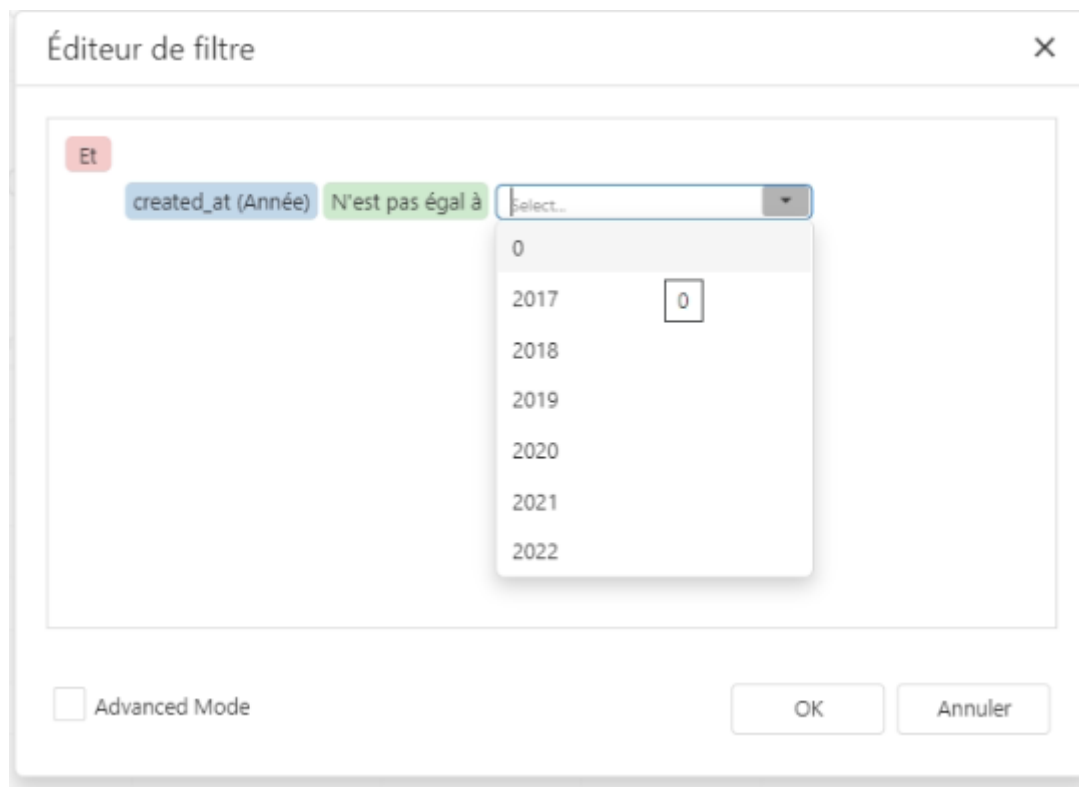 Éditeur de filtre
Et
created_at (Année) N'est pas égal à Select...
0
2017 0
2018
2019
2020
2021
2022
Advanced Mode OK Annuler